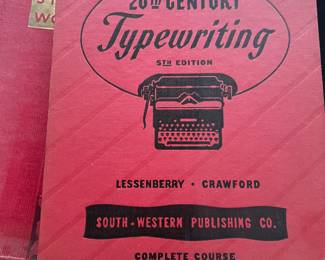 20TH CENTURY
Typewriting
5TH EDITION
LESSENBERRY • CRAWFORD
SOUTH-WESTERN PUBLISHING CO.
COMPLETE COURSE